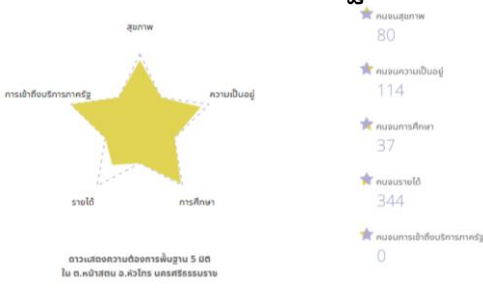 สุขภาพ
ความเป็นอยู่
การศึกษา
รายได้
การเข้าถึงบริการภาครัฐ
ดาวแสดงความต้องการพื้นฐาน 5 มิติ
ใน ต.หน้าสตน อ.หัวไทร นครศรีธรรมราช
คนจนสุขภาพ
80
คนจนความเป็นอยู่
114
คนจนการศึกษา
37
คนจนรายได้
344
คนจนการเข้าถึงบริการภาครัฐ
0